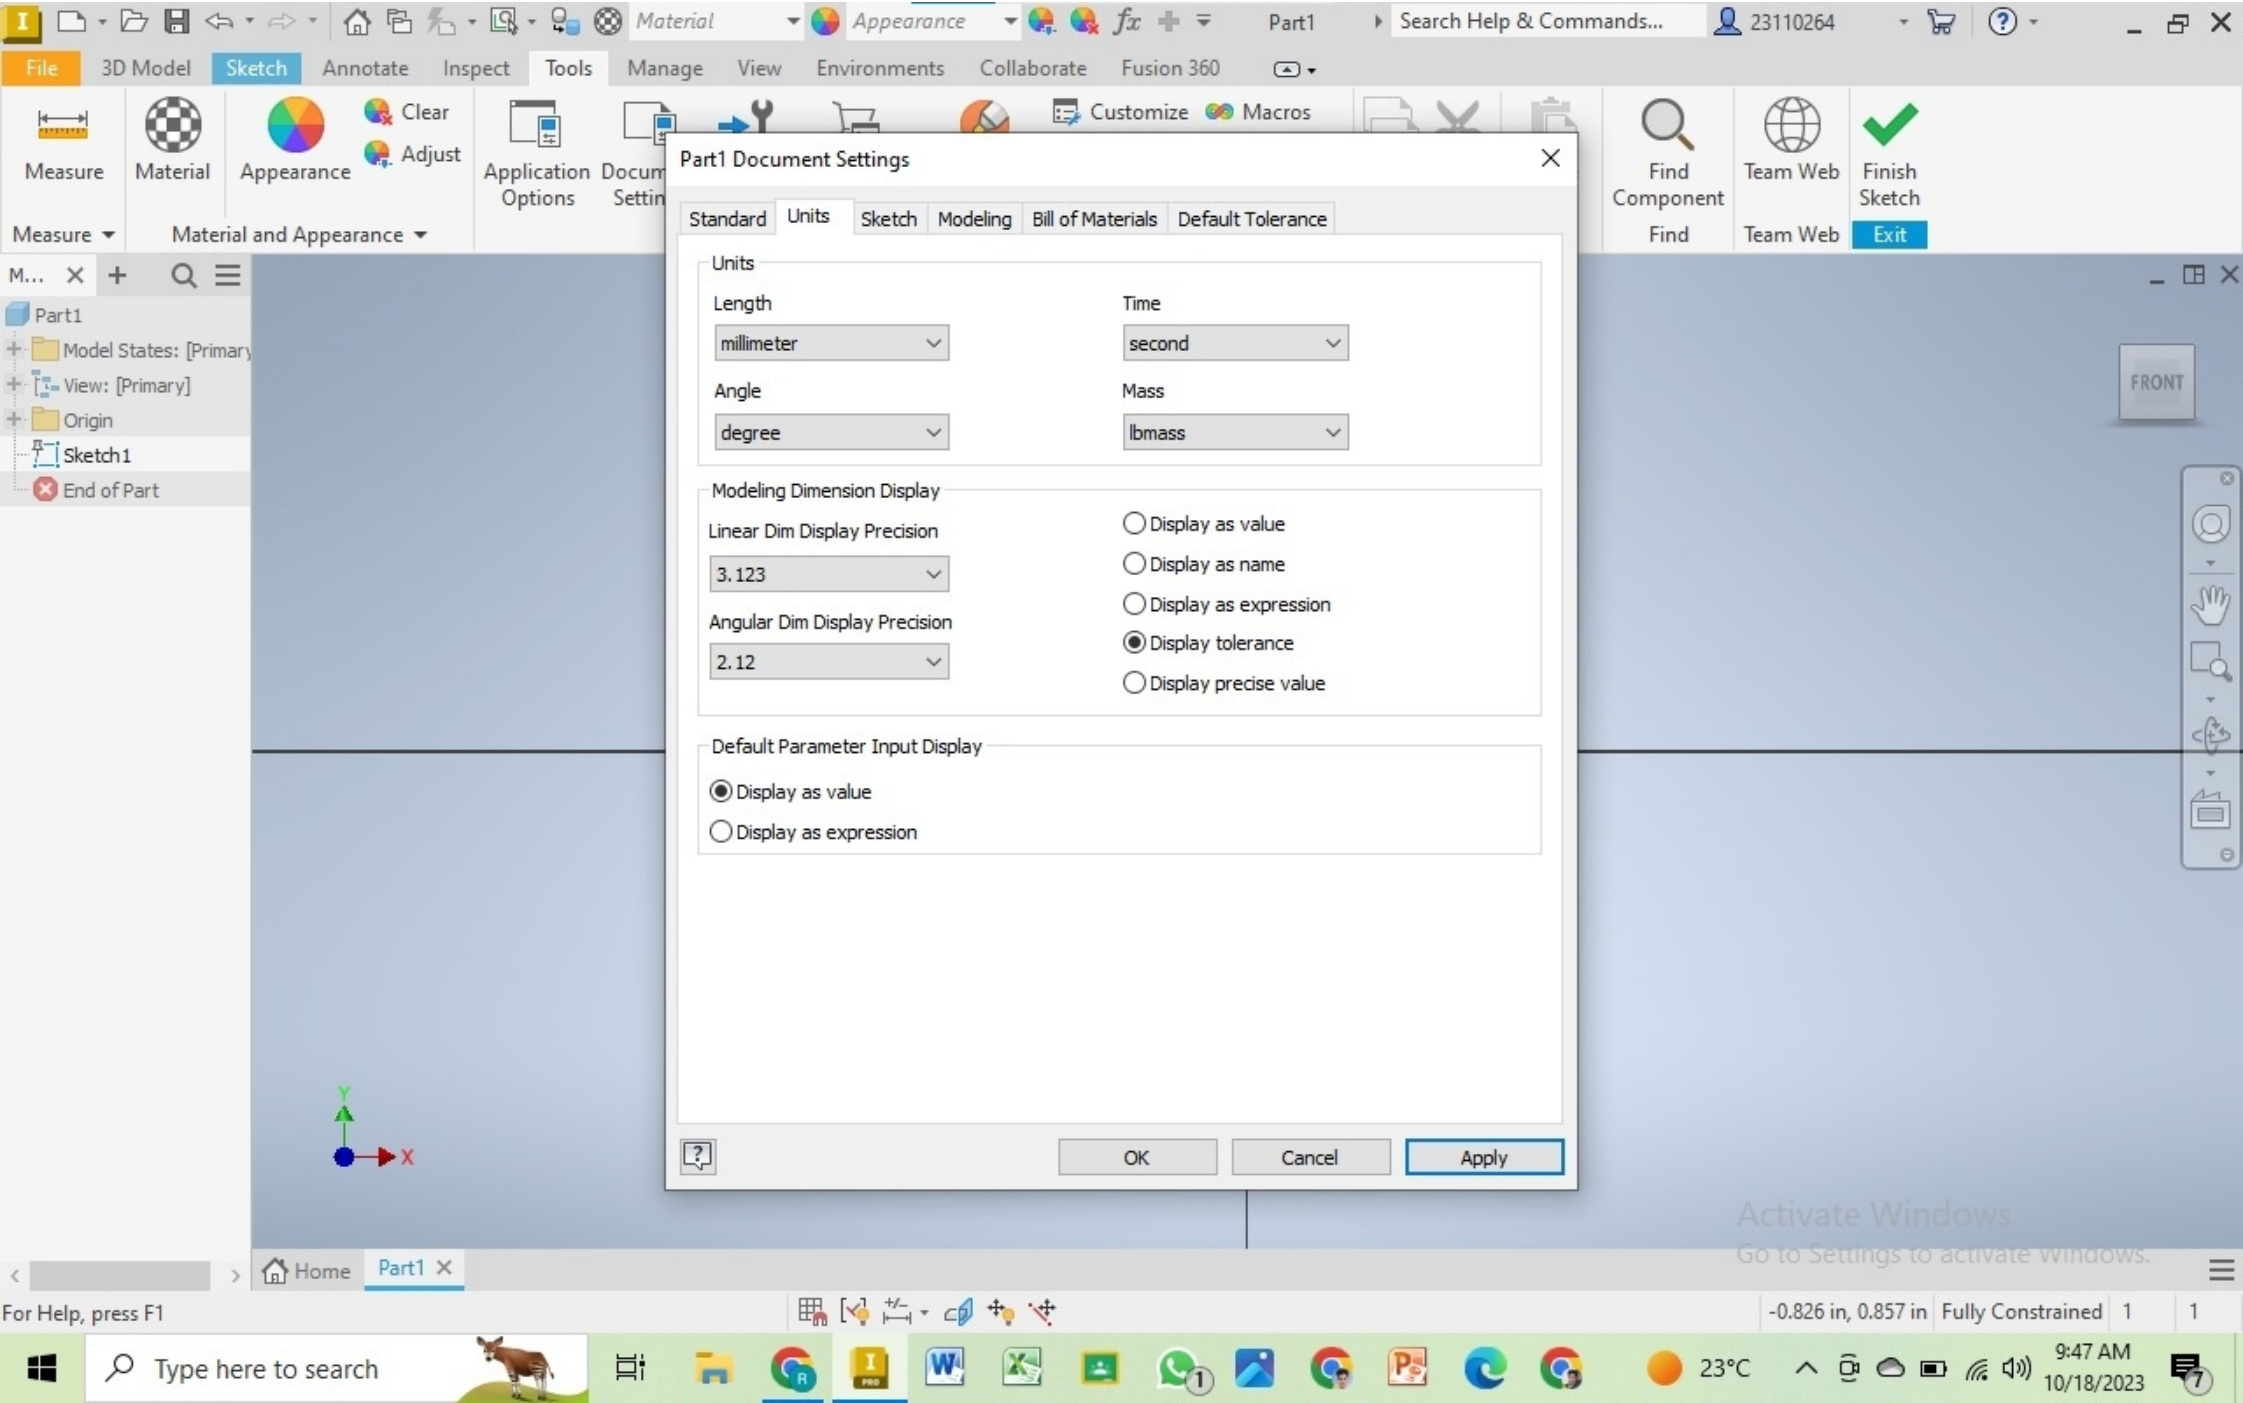 Material
Appearance
fx
Part1
Search Help & Commands...
23110264
File
3D Model
Sketch
Annotate
Inspect
Tools
Manage
View
Environments
Collaborate
Fusion 360
Measure
Material
Appearance
Clear
Adjust
Application
Options
Docum
Settin
Customize
Macros
Find
Component
Team Web
Finish
Sketch
Measure
Material and Appearance
Find
Team Web
Exit
M...
Part1
Model States: [Primary
View: [Primary]
Origin
Sketch1
End of Part
Part1 Document Settings
Standard
Units
Sketch
Modeling
Bill of Materials
Default Tolerance
Units
Length
Time
millimeter
second
Angle
Mass
degree
lbmass
Modeling Dimension Display
Linear Dim Display Precision
3.123
Angular Dim Display Precision
2.12
Display as value
Display as name
Display as expression
Display tolerance
Display precise value
Default Parameter Input Display
Display as value
Display as expression
OK
Cancel
Apply
FRONT
Y
X
Activate Windows
Go to Settings to activate Windows.
Home
Part1
For Help, press F1
-0.826 in, 0.857 in
Fully Constrained
1
1
Type here to search
23°C
9:47 AM
10/18/2023